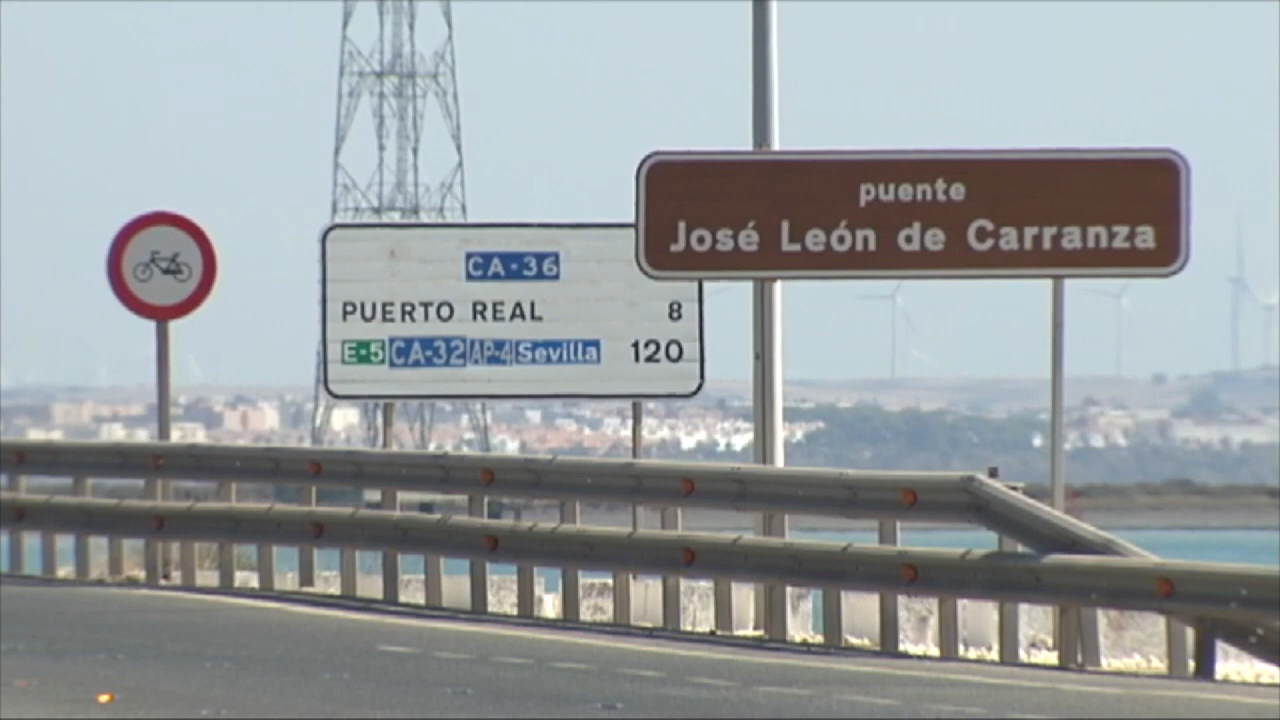 puente
José León de Carranza
CA-36
PUERTO REAL 8
E-5 CA-32 AP-4 Sevilla 120